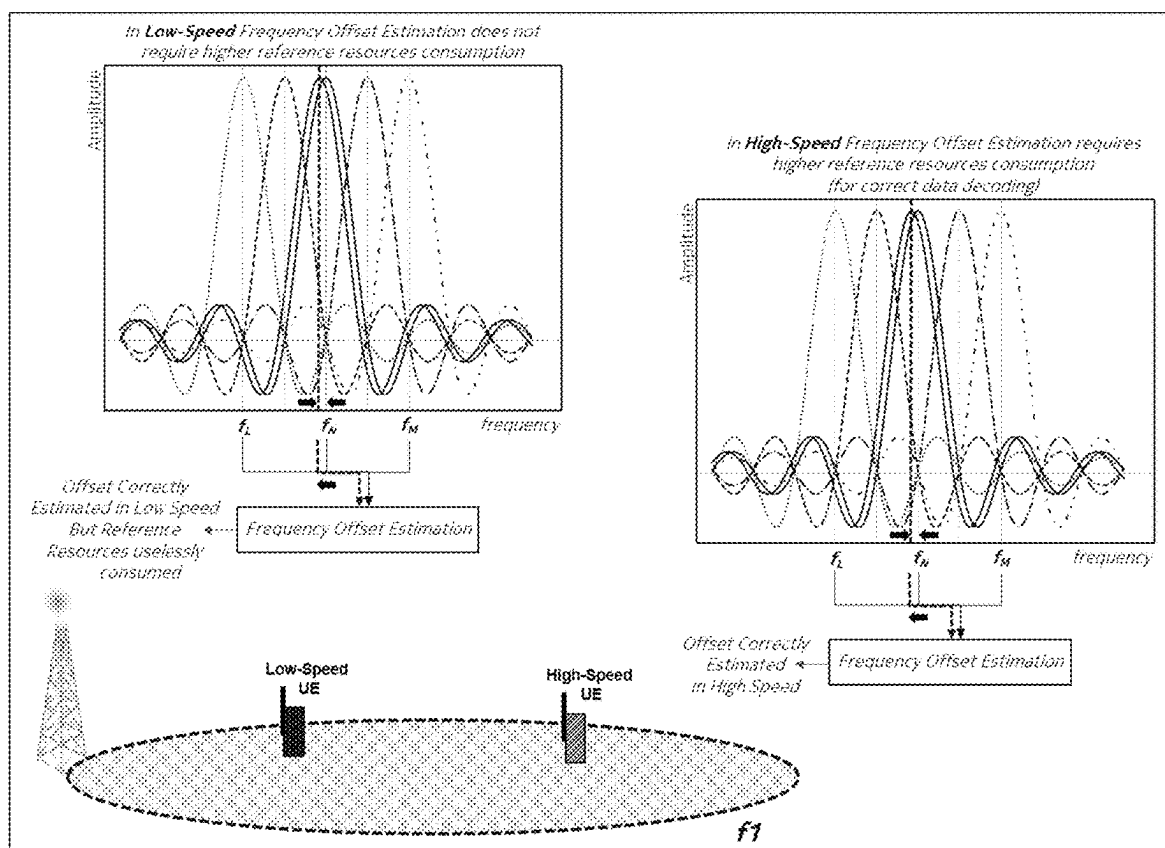 In Low-Speed Frequency Offset Estimation does not
require higher reference resources consumption
Amplitude
f_L
f_N
f_M
frequency
Offset Correctly
Estimated in Low Speed
But Reference
Resources uselessly
consumed
Frequency Offset Estimation
In High-Speed Frequency Offset Estimation requires
higher reference resources consumption
(for correct data decoding)
Amplitude
f_L
f_N
f_M
frequency
Offset Correctly
Estimated
in High Speed
Frequency Offset Estimation
Low-Speed
UE
High-Speed
UE
f1